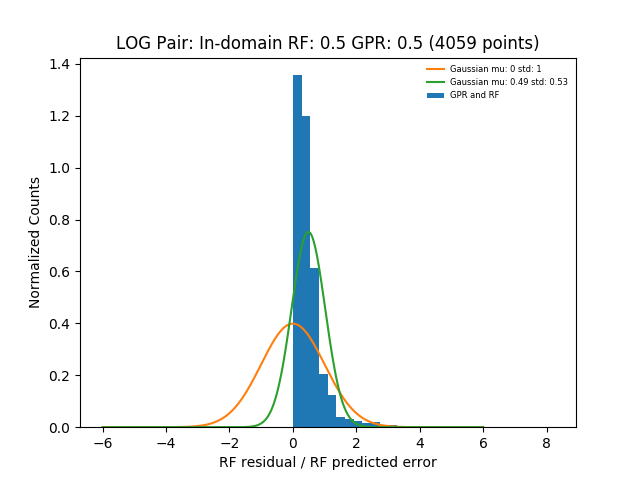 LOG Pair: In-domain RF: 0.5 GPR: 0.5 (4059 points)
Gaussian mu: 0 std: 1
Gaussian mu: 0.49 std: 0.53
GPR and RF
Normalized Counts
1.4
1.2
1.0
0.8
0.6
0.4
0.2
0.0
−6 −4 −2 0 2 4 6 8
RF residual / RF predicted error